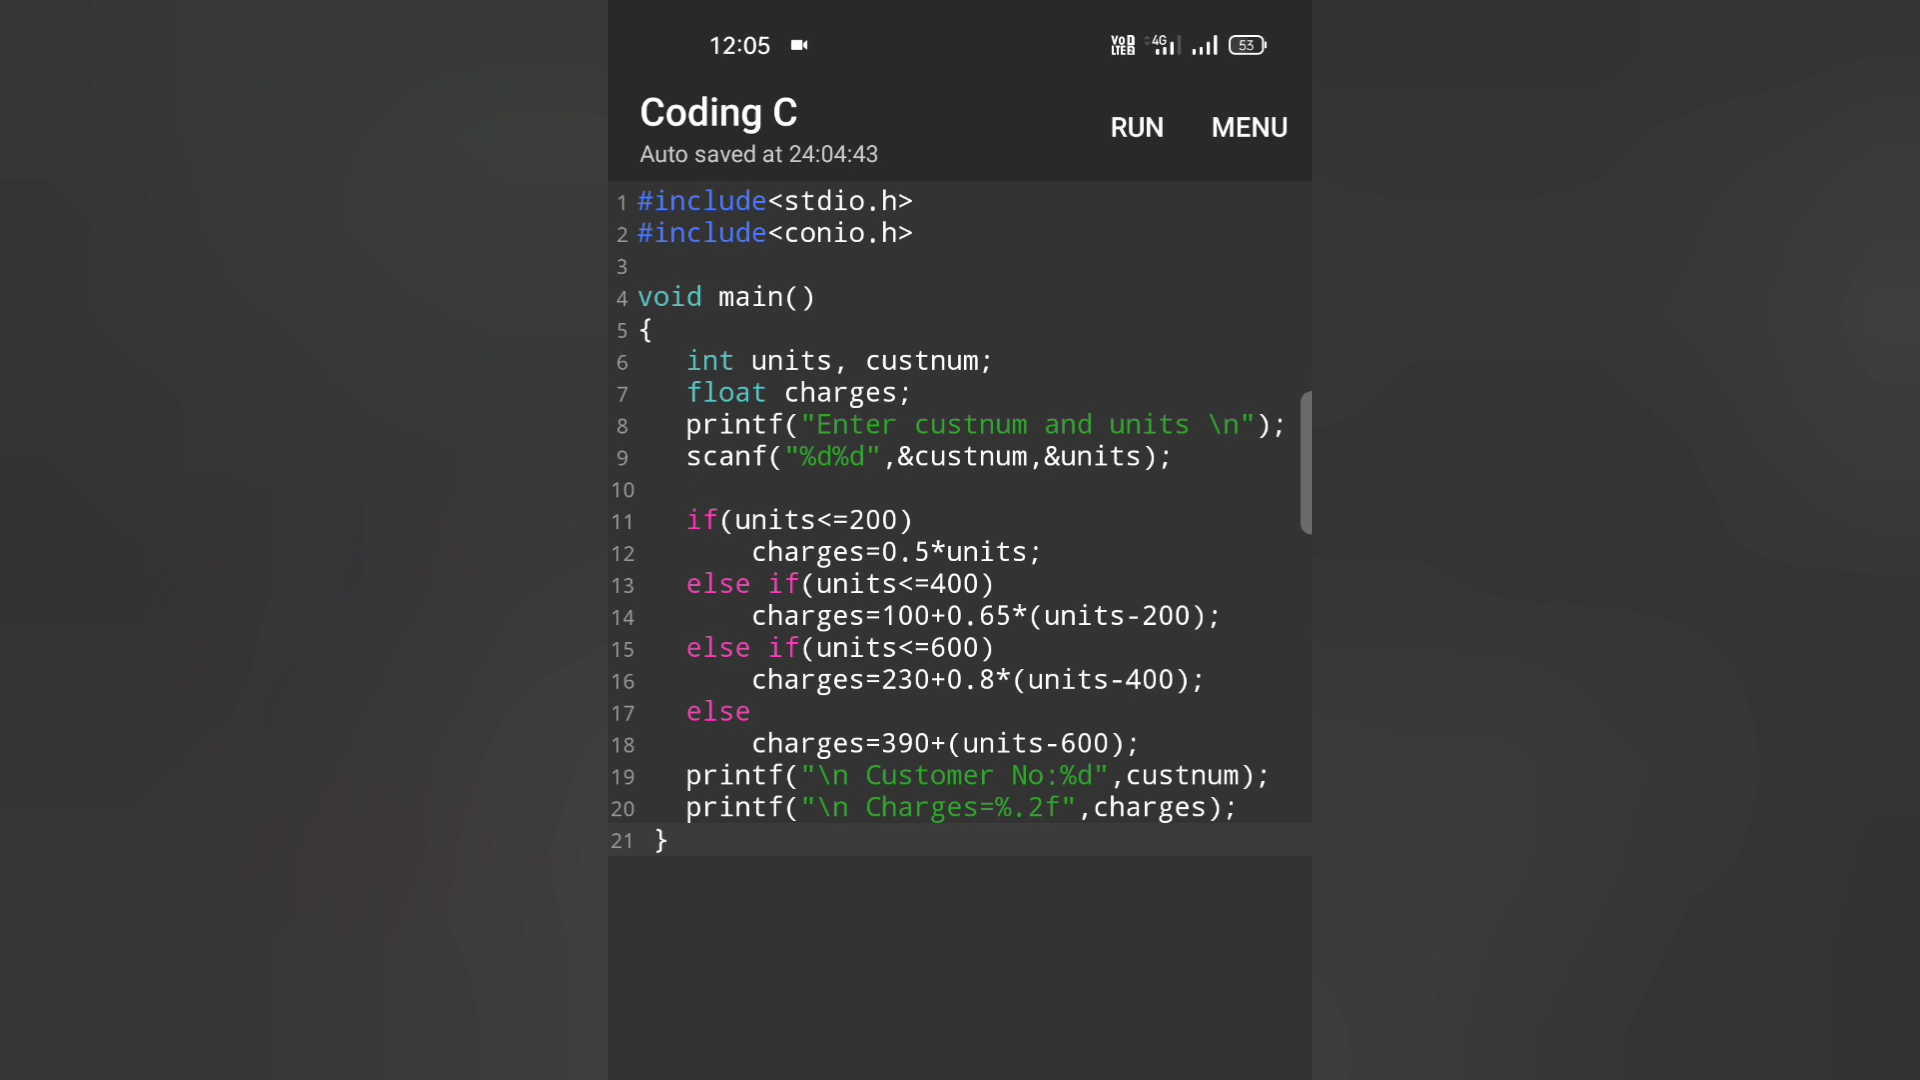 12:05 VoD LTE2 4G 53
Coding C
RUN MENU
Auto saved at 24:04:43
1 #include<stdio.h>
2 #include<conio.h>
3
4 void main()
5 {
6 int units, custnum;
7 float charges;
8 printf("Enter custnum and units \n");
9 scanf("%d%d",&custnum,&units);
10
11 if(units<=200)
12 charges=0.5*units;
13 else if(units<=400)
14 charges=100+0.65*(units-200);
15 else if(units<=600)
16 charges=230+0.8*(units-400);
17 else
18 charges=390+(units-600);
19 printf("\n Customer No:%d",custnum);
20 printf("\n Charges=%.2f",charges);
21 }